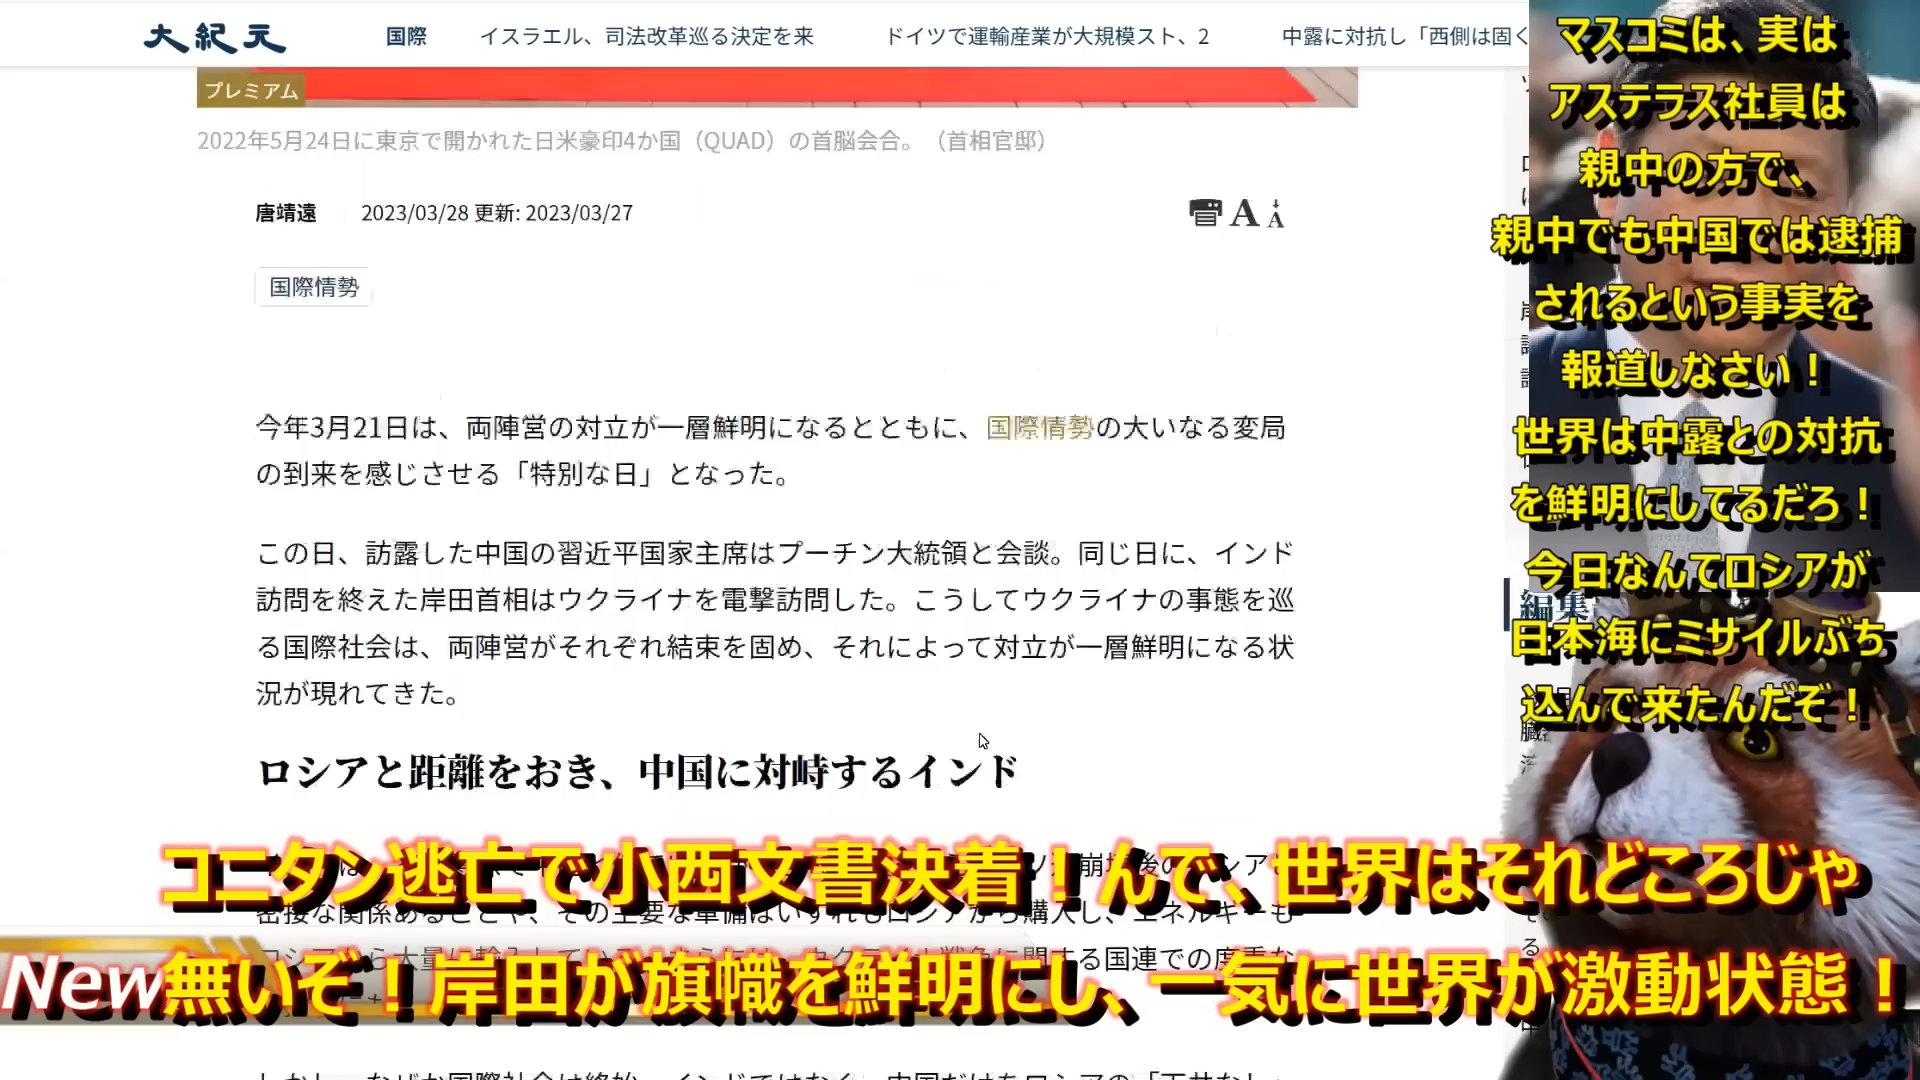 大紀元
国際
イスラエル、司法改革巡る決定を来
ドイツで運輸産業が大規模スト、2
中露に対抗し「西側は固く
プレミアム
2022年5月24日に東京で開かれた日米豪印4か国（QUAD）の首脳会合。（首相官邸）
唐靖遠
2023/03/28 更新: 2023/03/27
A A
国際情勢
今年3月21日は、両陣営の対立が一層鮮明になるとともに、国際情勢の大いなる変局
の到来を感じさせる「特別な日」となった。
この日、訪露した中国の習近平国家主席はプーチン大統領と会談。同じ日に、インド
訪問を終えた岸田首相はウクライナを電撃訪問した。こうしてウクライナの事態を巡
る国際社会は、両陣営がそれぞれ結束を固め、それによって対立が一層鮮明になる状
況が現れてきた。
ロシアと距離をおき、中国に対峙するインド
マスコミは、実は
アステラス社員は
親中の方で、
親中でも中国では逮捕
されるという事実を
報道しなさい！
世界は中露との対抗
を鮮明にしてるだろ！
今日なんてロシアが
日本海にミサイルぶち
込んで来たんだぞ！
編集
コニタン逃亡で小西文書決着！んで、世界はそれどころじゃ
New
無いぞ！岸田が旗幟を鮮明にし、一気に世界が激動状態！
する国連での度重な